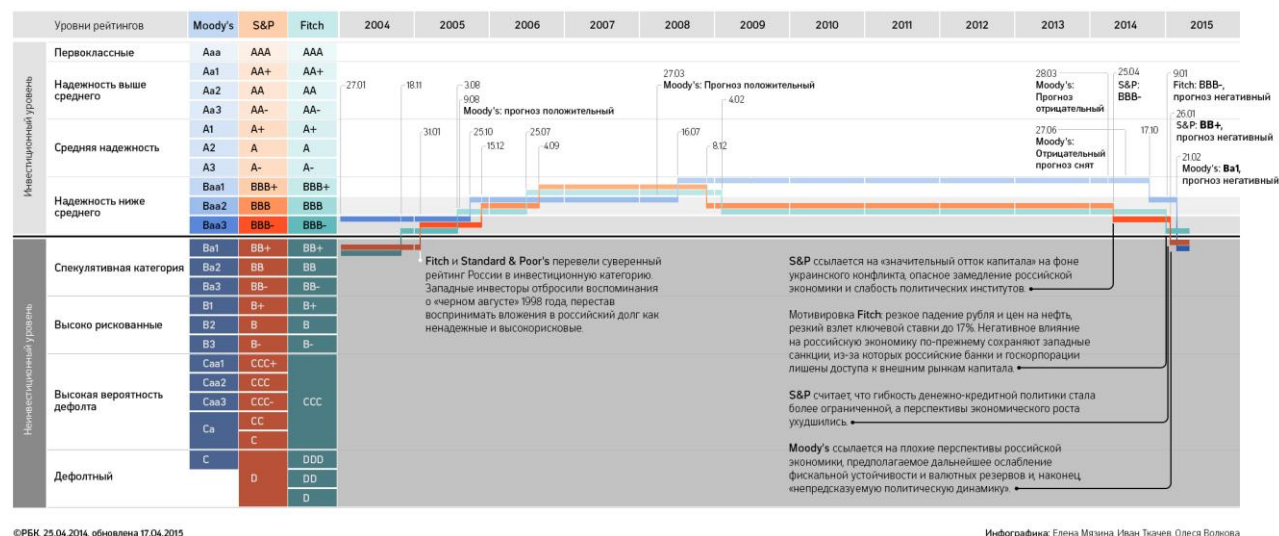 Уровни рейтингов Moody's S&P Fitch 2004 2005 2006 2007 2008 2009 2010 2011 2012 2013 2014 2015
Инвестиционный уровень
Первоклассные Aaa AAA AAA
Надежность выше
среднего
Aa1 AA+ AA+
Aa2 AA AA
Aa3 AA- AA-
Средняя надежность
A1 A+ A+
A2 A A
A3 A- A-
Надежность ниже
среднего
Baa1 BBB+ BBB+
Baa2 BBB BBB
Baa3 BBB- BBB-
Неинвестиционный уровень
Спекулятивная категория
Ba1 BB+ BB+
Ba2 BB BB
Ba3 BB- BB-
Высоко рискованные
B1 B+ B+
B2 B B
B3 B- B-
Высокая вероятность
дефолта
Caa1 CCC+
Caa2 CCC CCC
Caa3 CCC-
Ca CC
C
Дефолтный
C DDD
D DD
D
27.01
18.11
31.01
3.08
9.08
Moody's: прогноз положительный
25.10
15.12
25.07
4.09
27.03
Moody's: Прогноз положительный
16.07
8.12
4.02
28.03
Moody's:
Прогноз
отрицательный
25.04
S&P:
BBB-
27.06
Moody's:
Отрицательный
прогноз снят
17.10
9.01
Fitch: BBB-,
прогноз негативный
26.01
S&P: BB+,
прогноз негативный
21.02
Moody's: Ba1,
прогноз негативный
Fitch и Standard & Poor's перевели суверенный
рейтинг России в инвестиционную категорию.
Западные инвесторы отбросили воспоминания
о «черном августе» 1998 года, перестав
воспринимать вложения в российский долг как
ненадежные и высокорисковые.
S&P ссылается на «значительный отток капитала» на фоне
украинского конфликта, опасное замедление российской
экономики и слабость политических институтов.
Мотивировка Fitch: резкое падение рубля и цен на нефть,
резкий взлет ключевой ставки до 17%. Негативное влияние
на российскую экономику по-прежнему сохраняют западные
санкции, из-за которых российские банки и госкорпорации
лишены доступа к внешним рынкам капитала.
S&P считает, что гибкость денежно-кредитной политики стала
более ограниченной, а перспективы экономического роста
ухудшились.
Moody's ссылается на плохие перспективы российской
экономики, предполагаемое дальнейшее ослабление
фискальной устойчивости и валютных резервов и, наконец,
«непредсказуемую политическую динамику».
©РБК, 25.04.2014, обновлена 17.04.2015
Инфографика: Елена Мязина, Иван Ткачев, Олеся Волкова